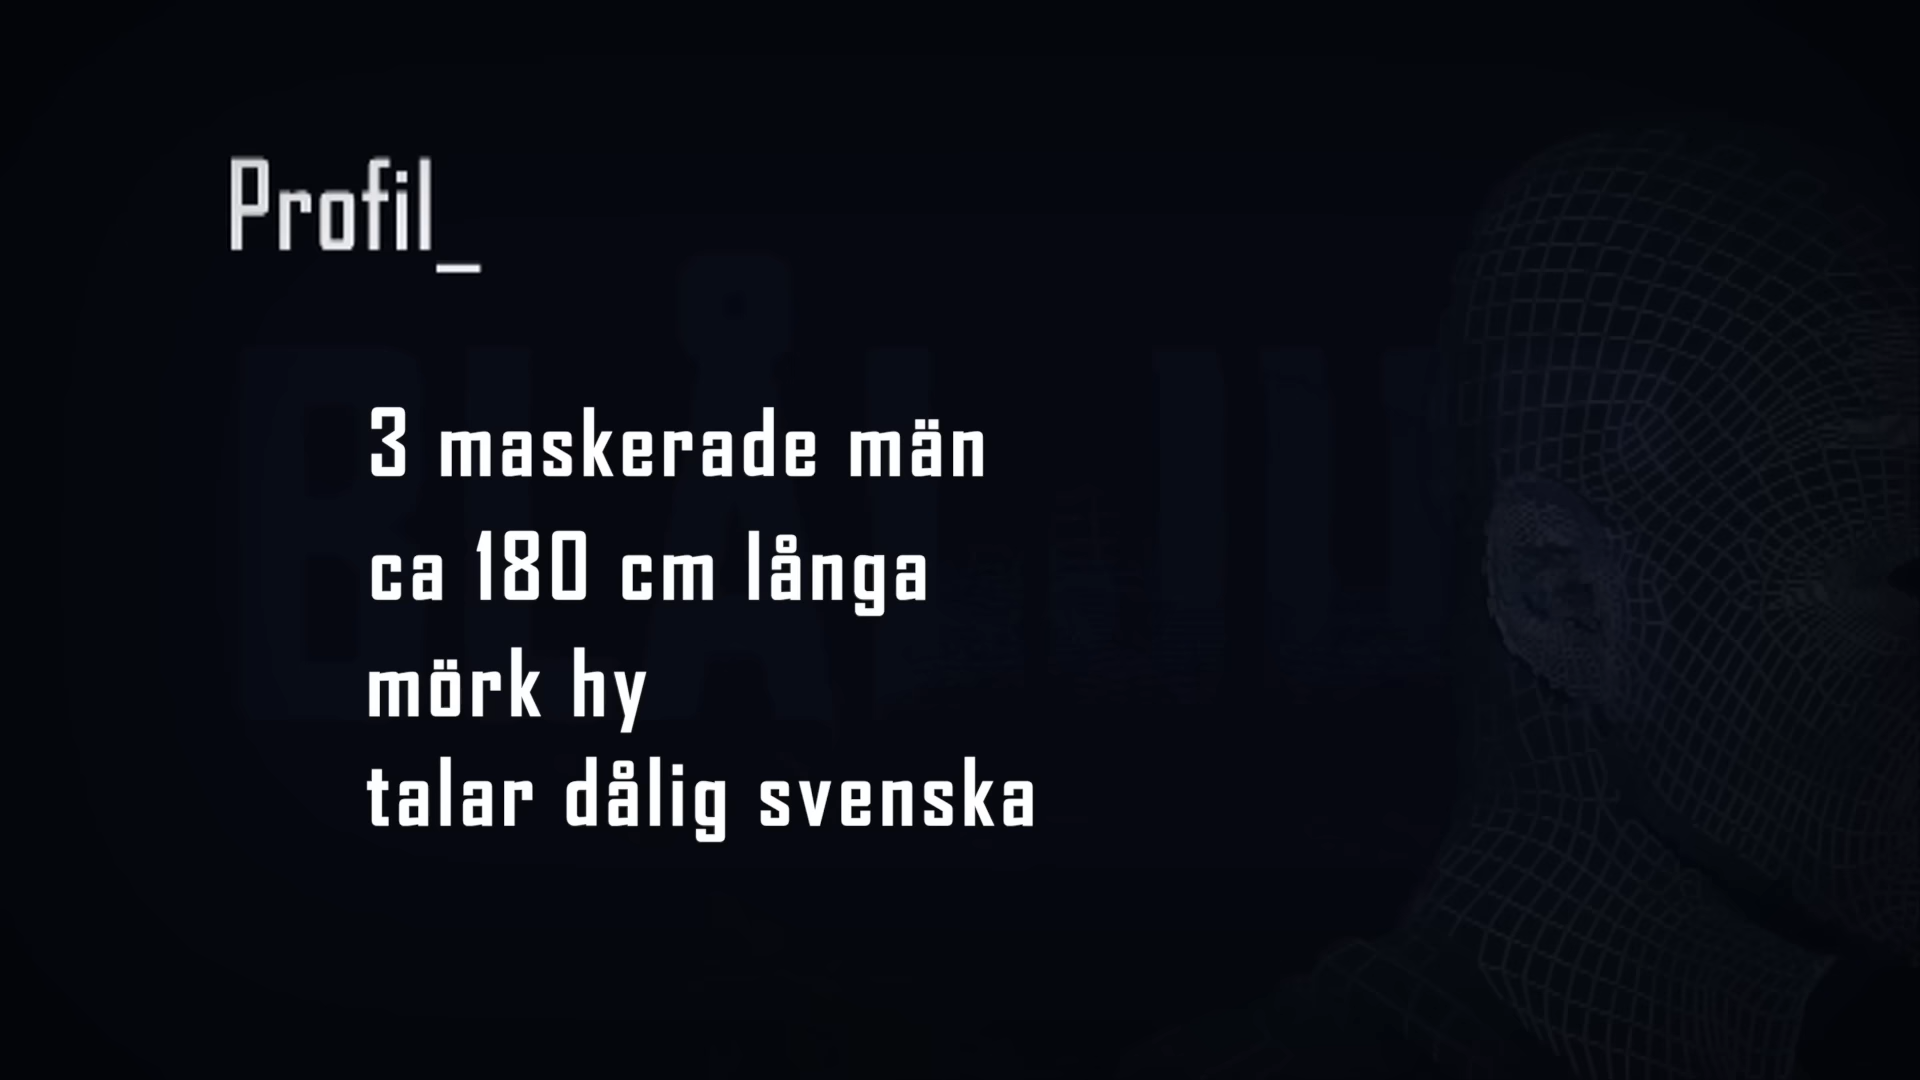 Profil_
3 maskerade män
ca 180 cm långa
mörk hy
talar dålig svenska